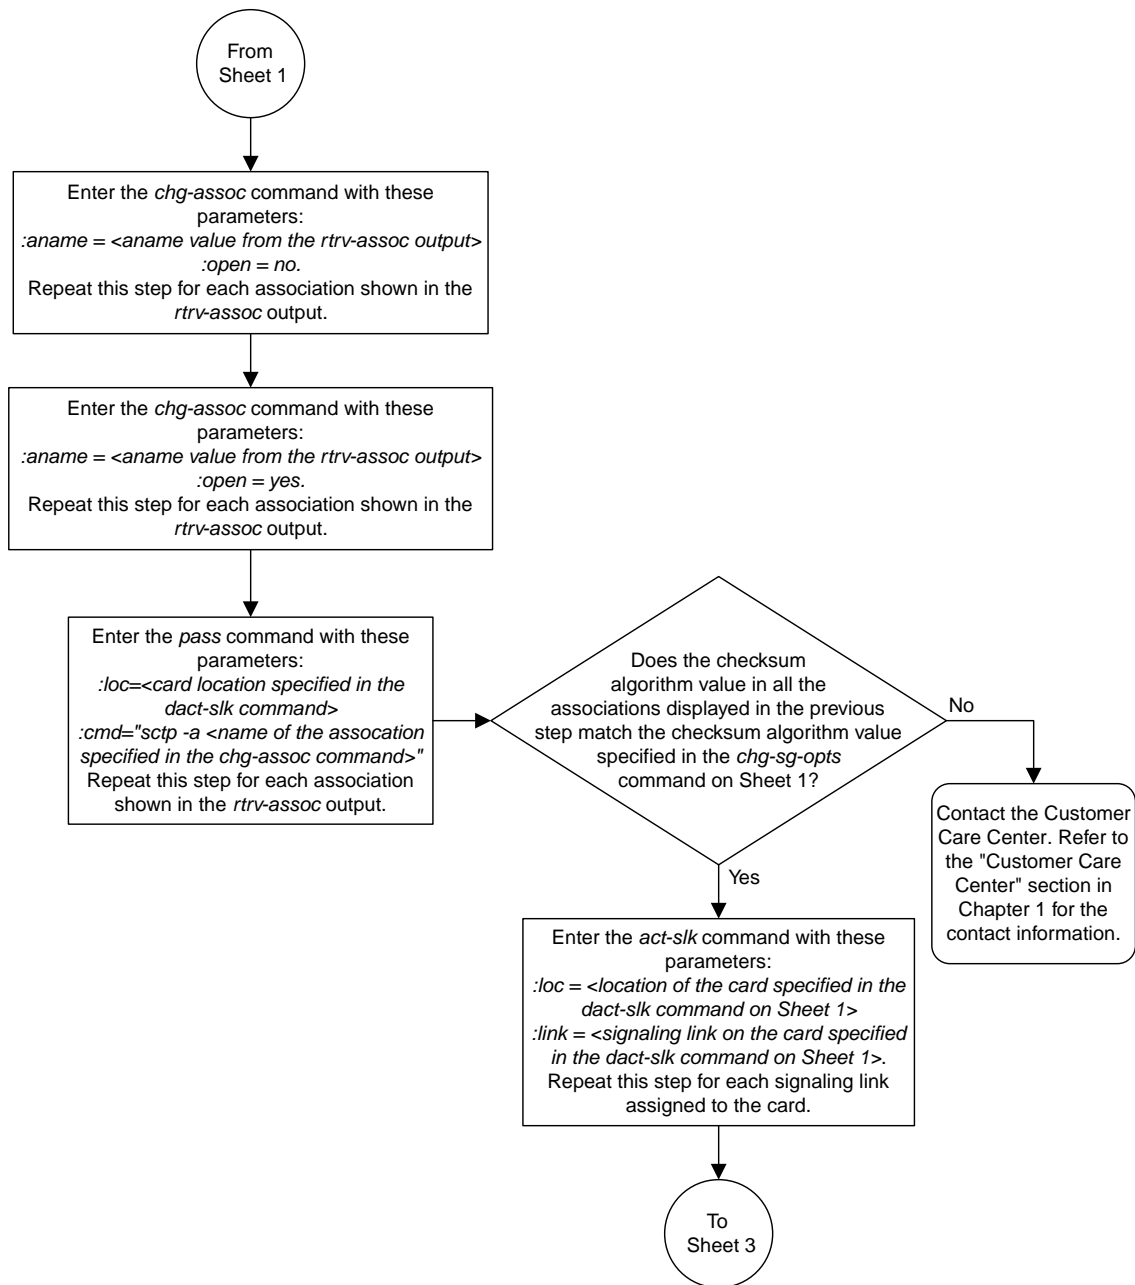 From
Sheet 1
Enter the chg-assoc command with these
parameters:
:aname = <aname value from the rtrv-assoc output>
:open = no.
Repeat this step for each association shown in the
rtrv-assoc output.
Enter the chg-assoc command with these
parameters:
:aname = <aname value from the rtrv-assoc output>
:open = yes.
Repeat this step for each association shown in the
rtrv-assoc output.
Enter the pass command with these
parameters:
:loc=<card location specified in the
dact-slk command>
:cmd="sctp -a <name of the assocation
specified in the chg-assoc command>"
Repeat this step for each association
shown in the rtrv-assoc output.
Does the checksum
algorithm value in all the
associations displayed in the previous
step match the checksum algorithm value
specified in the chg-sg-opts
command on Sheet 1?
No
Contact the Customer
Care Center. Refer to
the "Customer Care
Center" section in
Chapter 1 for the
contact information.
Yes
Enter the act-slk command with these
parameters:
:loc = <location of the card specified in the
dact-slk command on Sheet 1>
:link = <signaling link on the card specified
in the dact-slk command on Sheet 1>.
Repeat this step for each signaling link
assigned to the card.
To
Sheet 3